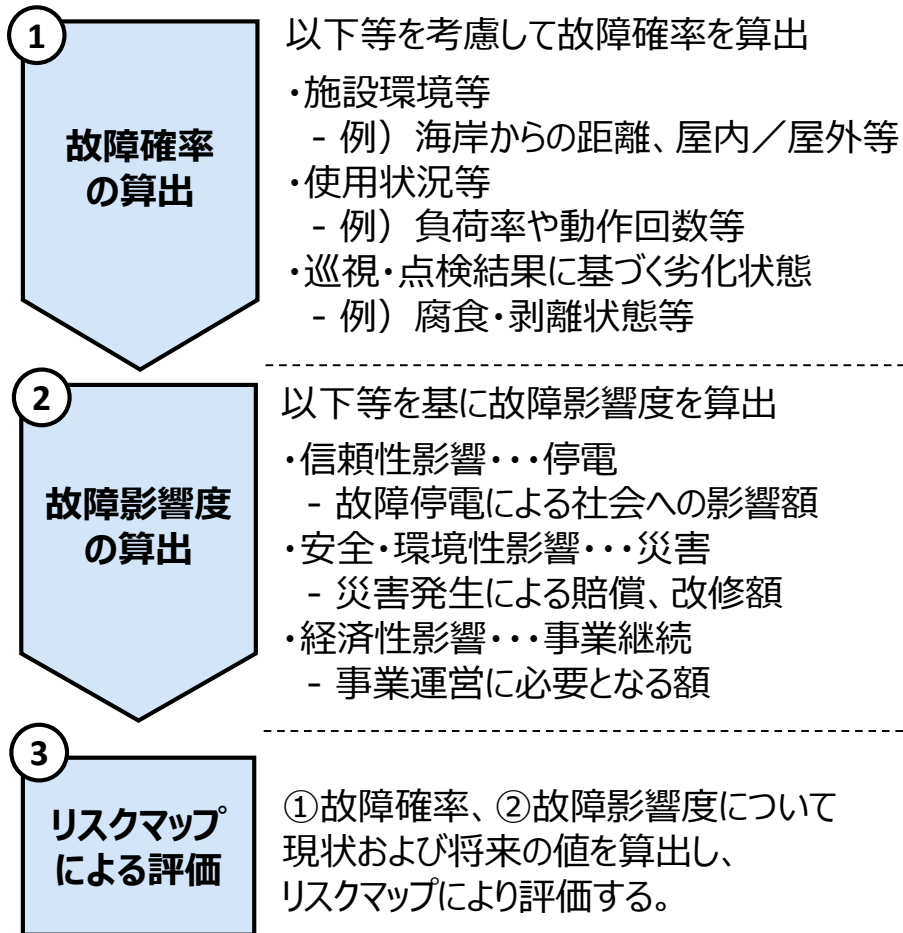 1
故障確率
の算出
以下等を考慮して故障確率を算出
・施設環境等
- 例）海岸からの距離、屋内／屋外等
・使用状況等
- 例）負荷率や動作回数等
・巡視・点検結果に基づく劣化状態
- 例）腐食・剥離状態等
2
故障影響度
の算出
以下等を基に故障影響度を算出
・信頼性影響・・・停電
- 故障停電による社会への影響額
・安全・環境性影響・・・災害
- 災害発生による賠償、改修額
・経済性影響・・・事業継続
- 事業運営に必要となる額
3
リスクマップ
による評価
①故障確率、②故障影響度について
現状および将来の値を算出し、
リスクマップにより評価する。